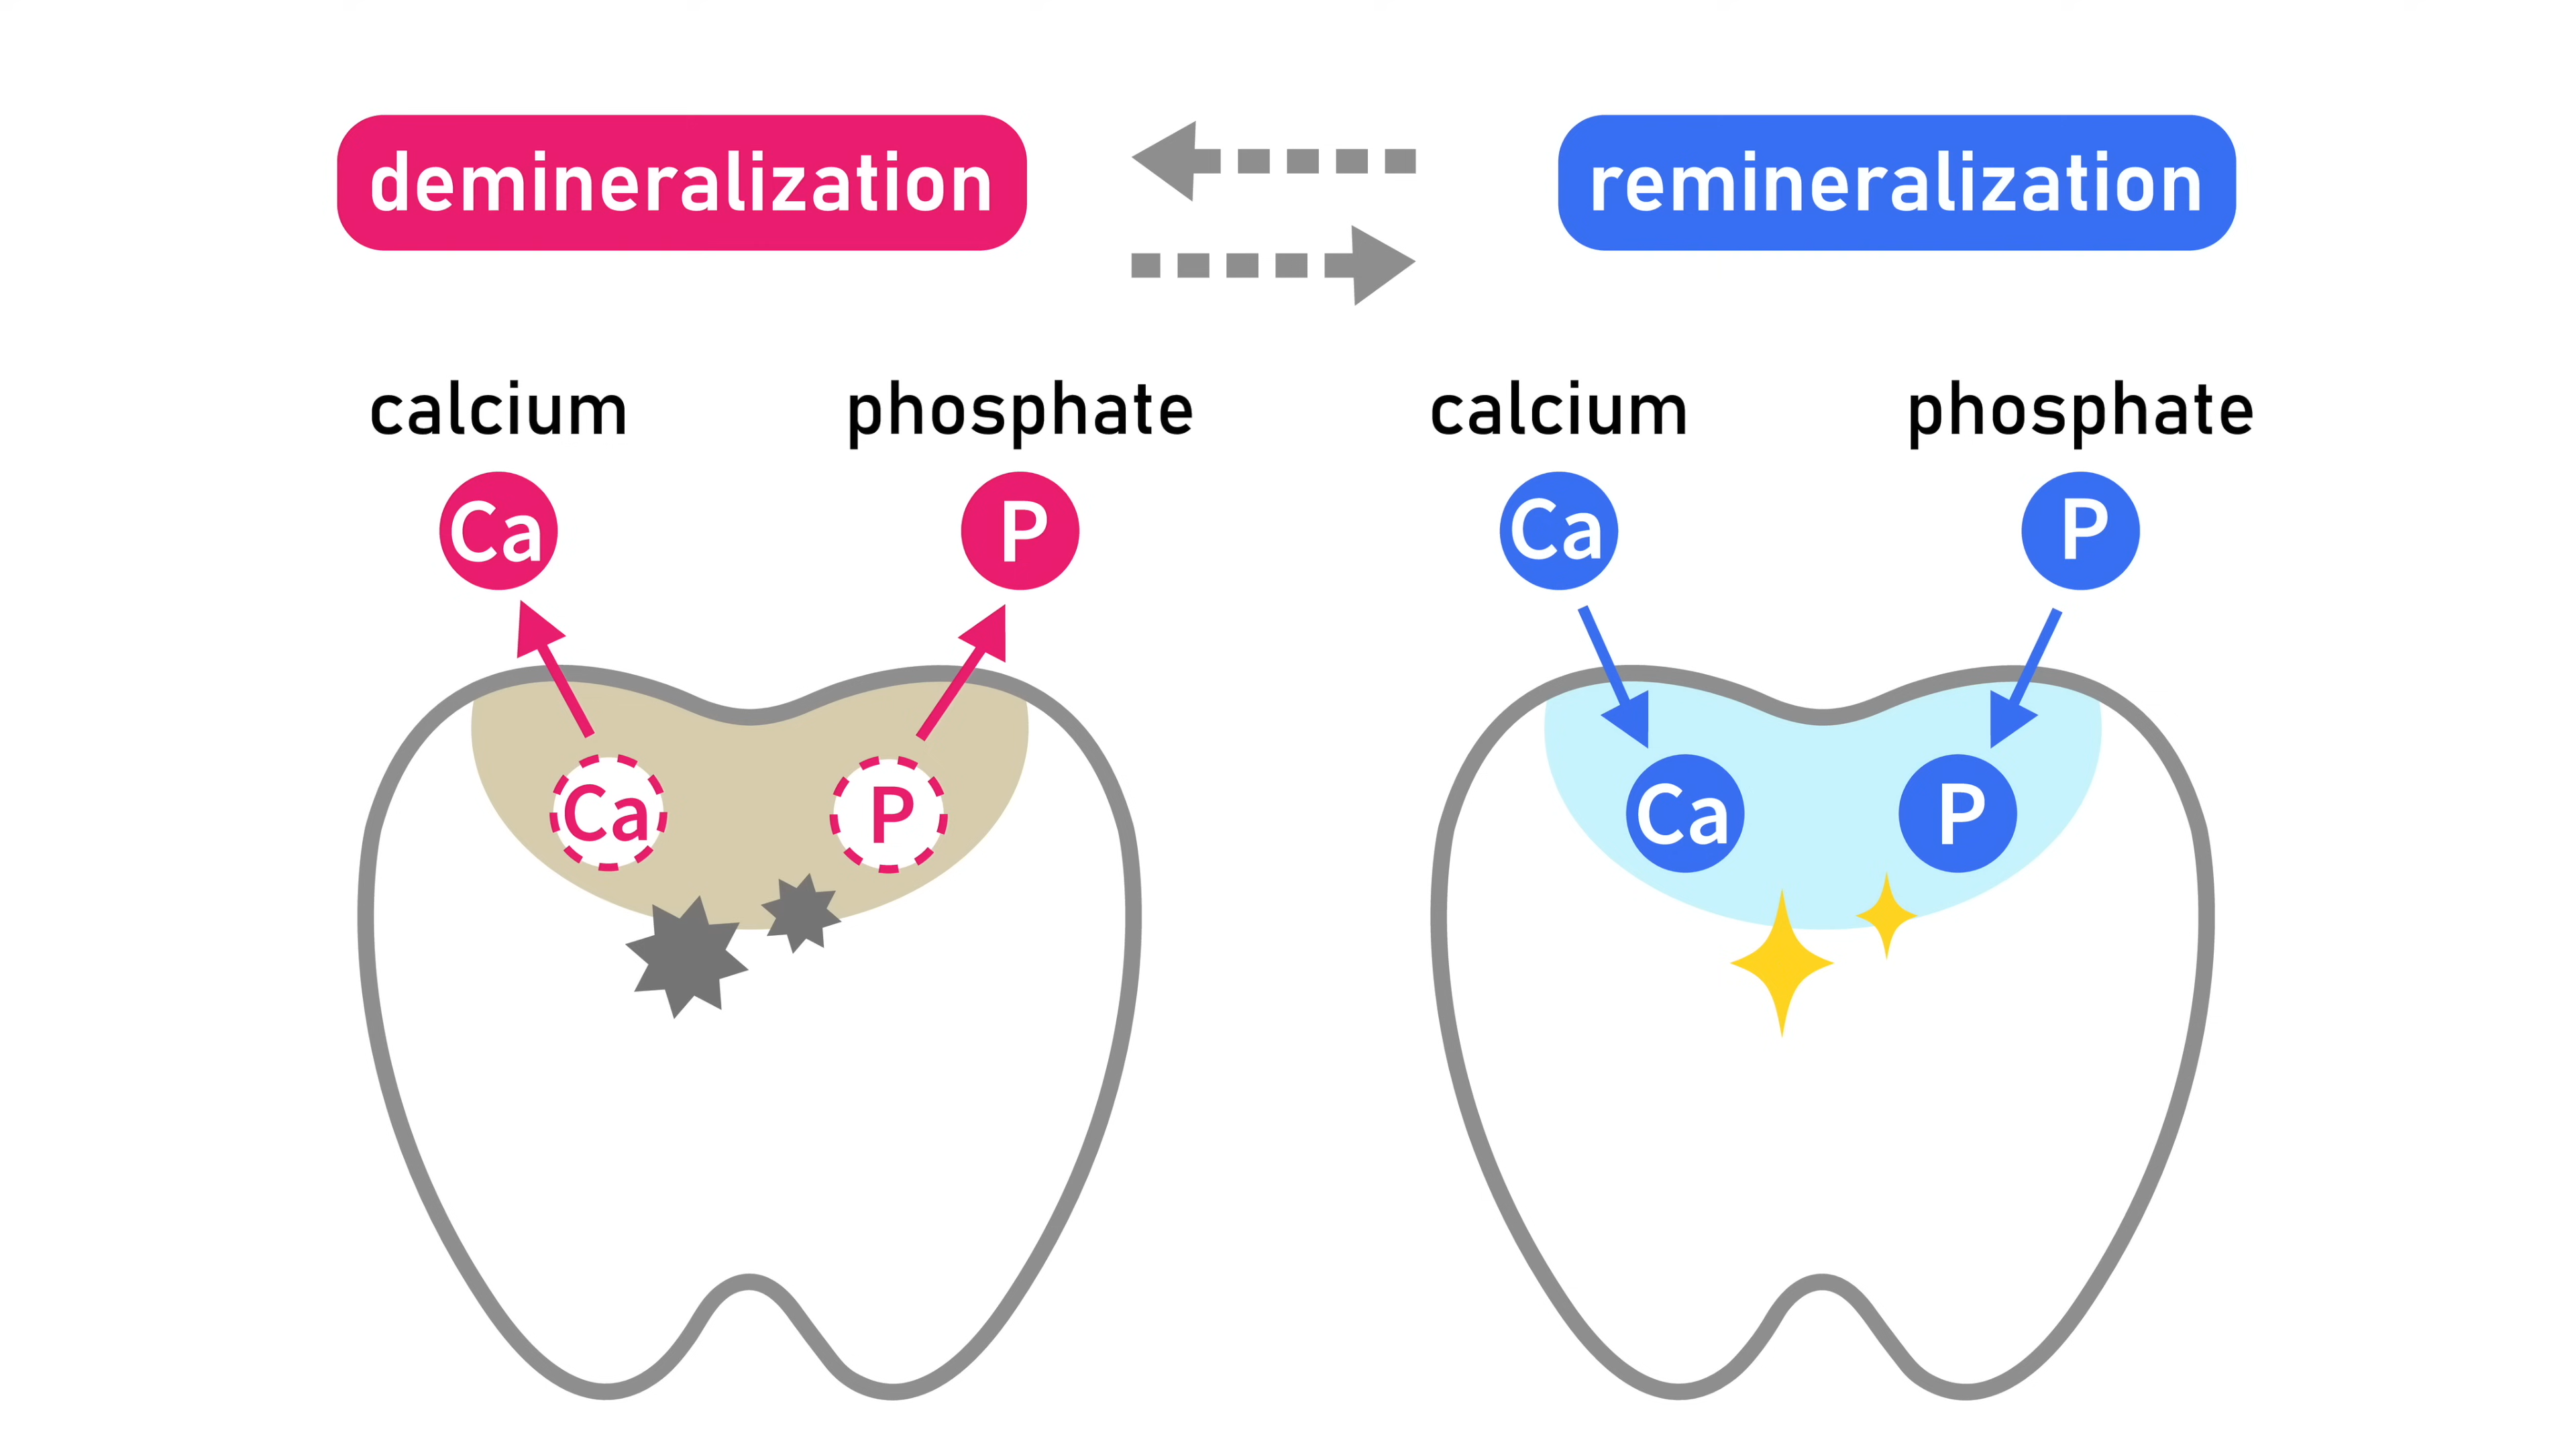 demineralization
remineralization
calcium
phosphate
calcium
phosphate
Ca
P
Ca
P
Ca
P
Ca
P